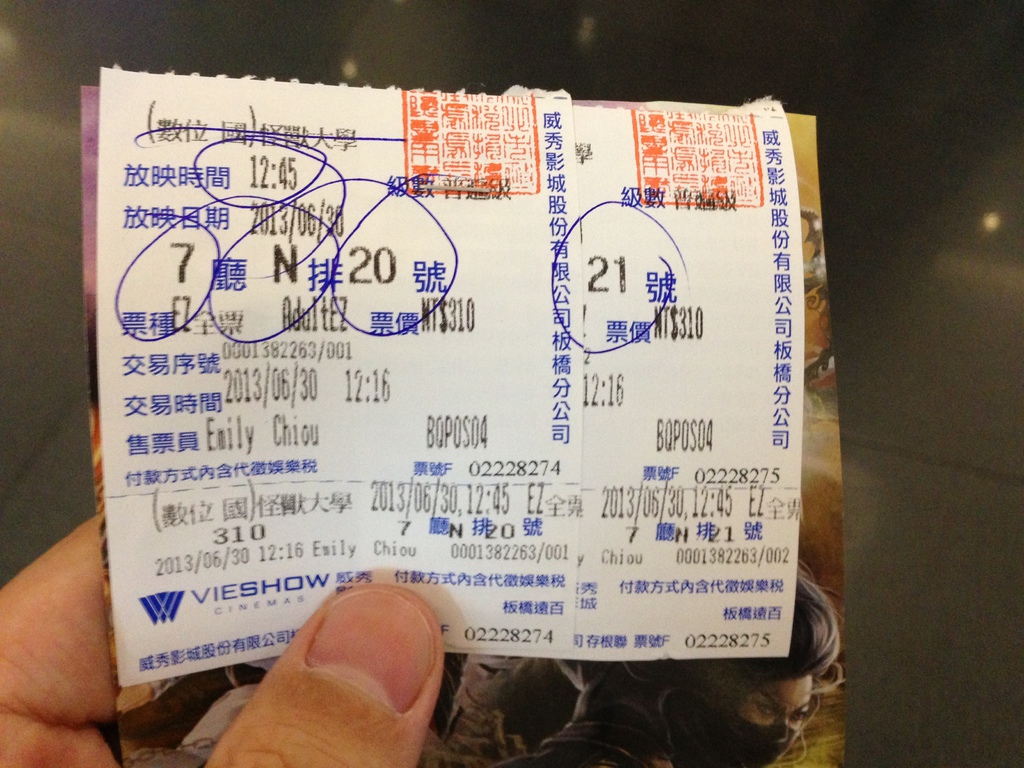 (數位 國)怪獸大學
放映時間 12:45
放映日期 2013/06/30
級數 普遍級
7 廳 N 排 20 號
票種 EZ全票 AdultEZ 票價 NT$310
交易序號 0001382263/001
交易時間 2013/06/30 12:16
售票員 Emily Chiou BQPOS04
付款方式內含代徵娛樂稅 票號F 02228274
威秀影城股份有限公司板橋分公司
(數位 國)怪獸大學 2013/06/30,12:45 EZ全票
310 7 廳 N 排 20 號
2013/06/30 12:16 Emily Chiou 0001382263/001
VIESHOW 威秀 付款方式內含代徵娛樂稅
CINEMAS 板橋遠百
威秀影城股份有限公司 票號F 02228274
學
級數 普遍級
21 號
票價 NT$310
2
12:16
BQPOS04
票號F 02228275
威秀影城股份有限公司板橋分公司
2013/06/30,12:45 EZ全票
7 廳 N 排 21 號
y Chiou 0001382263/002
秀 付款方式內含代徵娛樂稅
城 板橋遠百
司存根聯 票號F 02228275